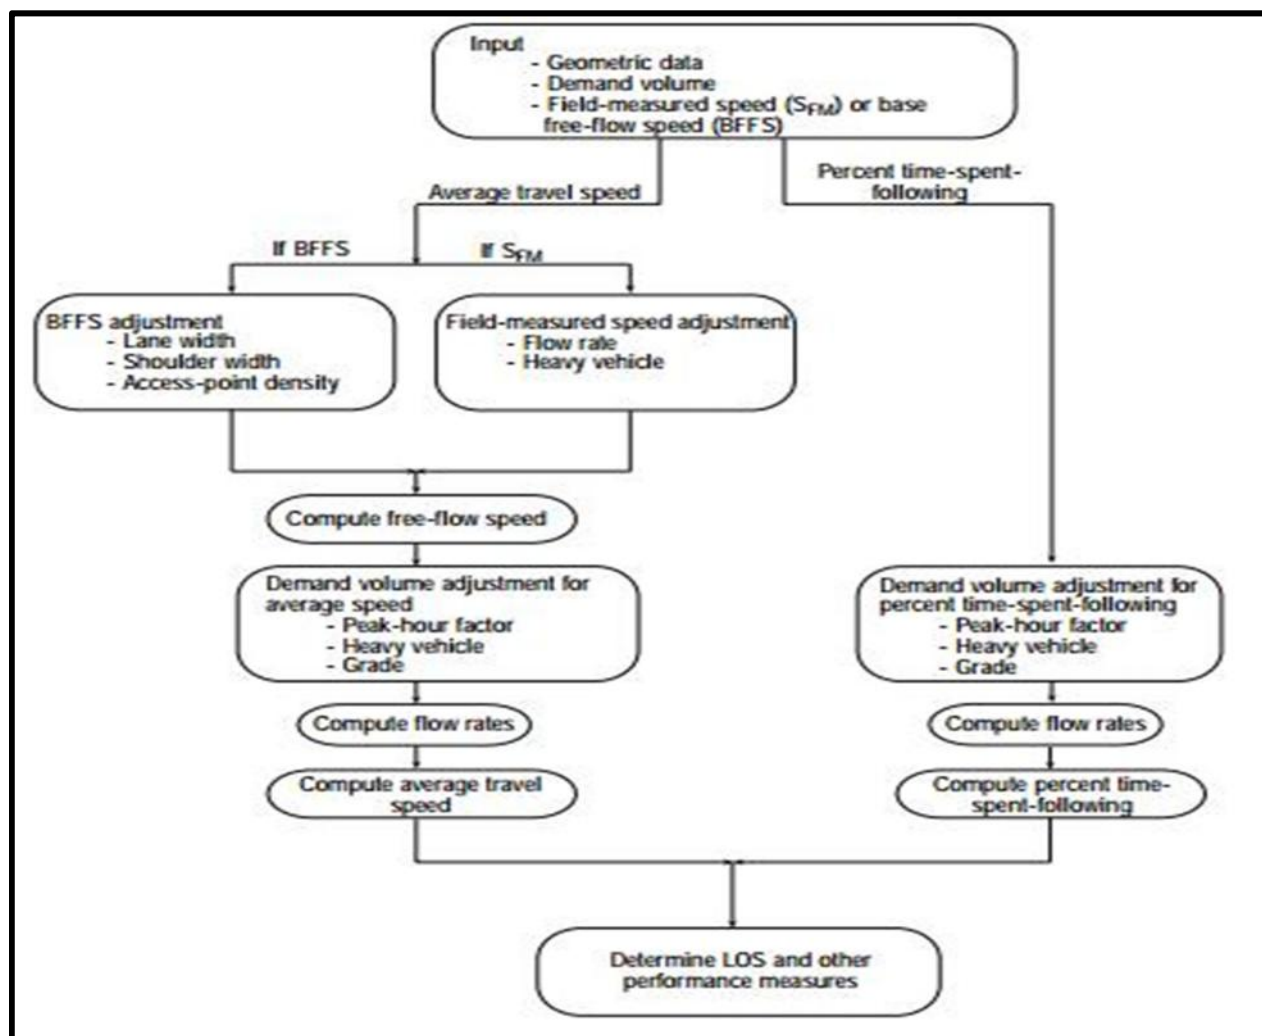 Input
- Geometric data
- Demand volume
- Field-measured speed (SFM) or base
free-flow speed (BFFS)
Average travel speed
Percent time-spent-
following
If BFFS
If SFM
BFFS adjustment
- Lane width
- Shoulder width
- Access-point density
Field-measured speed adjustment
- Flow rate
- Heavy vehicle
Compute free-flow speed
Demand volume adjustment for
average speed
- Peak-hour factor
- Heavy vehicle
- Grade
Demand volume adjustment for
percent time-spent-following
- Peak-hour factor
- Heavy vehicle
- Grade
Compute flow rates
Compute flow rates
Compute average travel
speed
Compute percent time-
spent-following
Determine LOS and other
performance measures